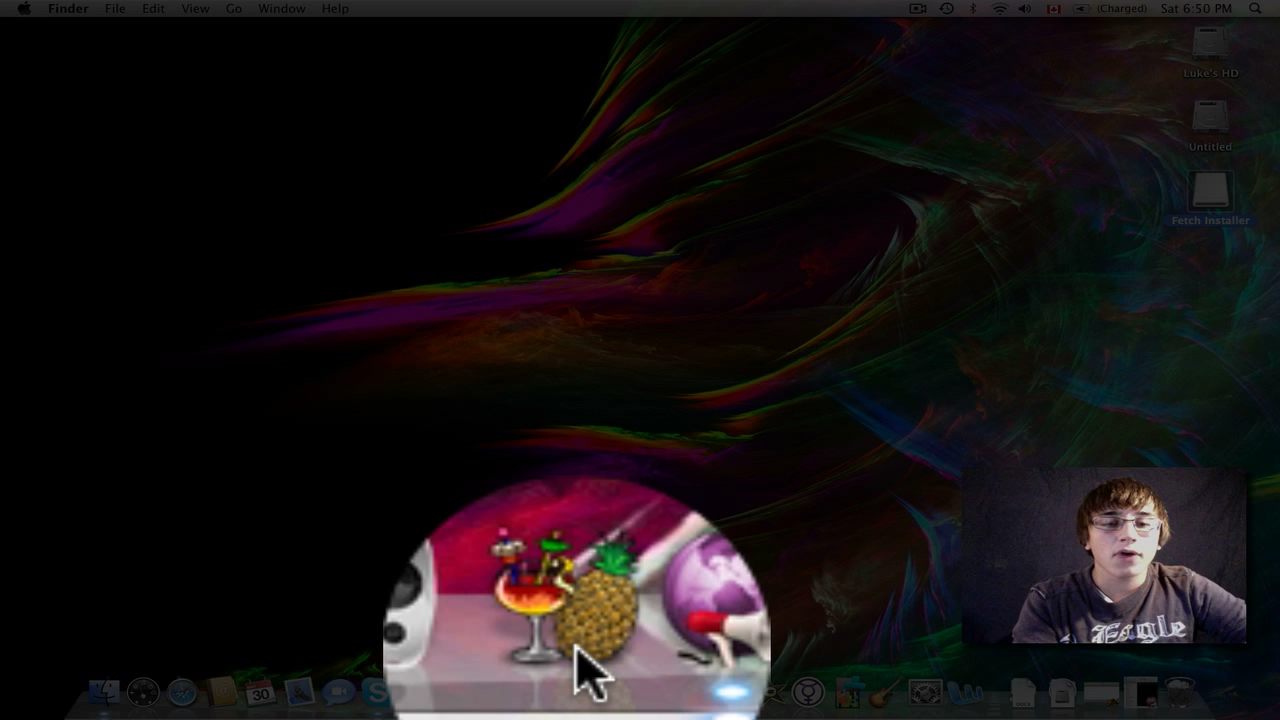 Finder File Edit View Go Window Help (Charged) Sat 6:50 PM
Luke's HD
Untitled
Fetch Installer
Eagle
30